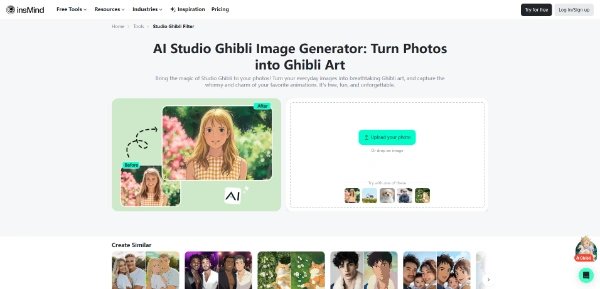 insMind
Free Tools
Resources
Industries
Inspiration
Pricing
Try for free
Log in/Sign up
Home
Tools
Studio Ghibli Filter
AI Studio Ghibli Image Generator: Turn Photos
into Ghibli Art
Bring the magic of Studio Ghibli to your photos! Turn your everyday images into breathtaking Ghibli art, and capture the
whimsy and charm of your favorite animations. It's free, fun, and unforgettable.
After
Before
AI
Upload your photo
Or drop an image
Try with one of these
Create Similar